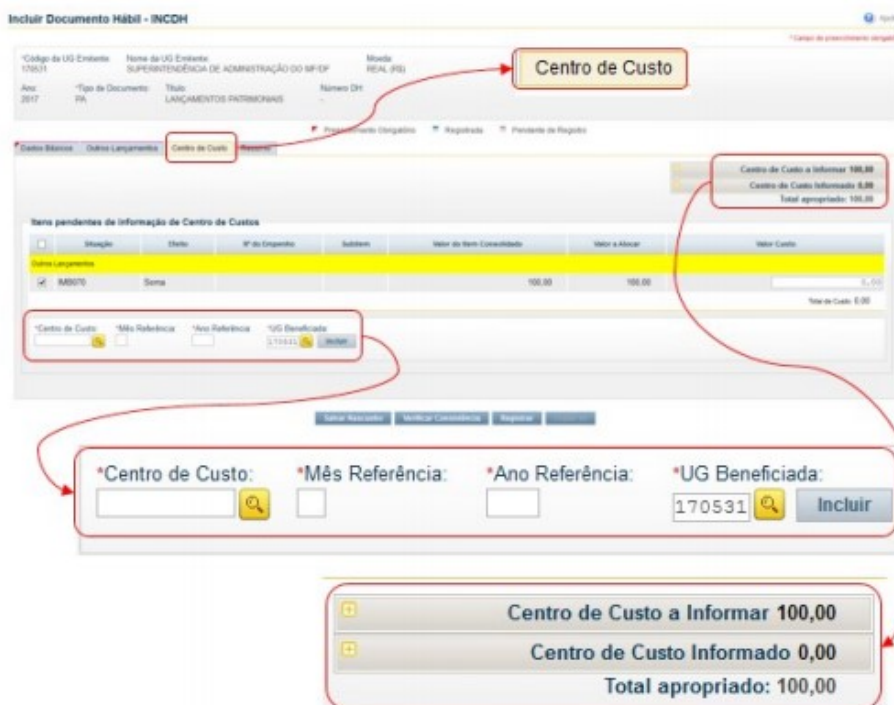 Incluir Documento Hábil - INCDH
*Código da UG Emitente
170531
Nome da UG Emitente
SUPERINTENDÊNCIA DE ADMINISTRAÇÃO DO MF/DF
Moeda
REAL (R$)
Ano
2017
*Tipo de Documento
PA
Título
LANÇAMENTOS PATRIMONIAIS
Número DH
-
Centro de Custo
Preenchimento Obrigatório Registrada Pendente de Registro
Dados Básicos Outros Lançamentos Centro de Custo Resumo
Centro de Custo a Informar 100,00
Centro de Custo Informado 0,00
Total apropriado: 100,00
Itens pendentes de informação de Centro de Custos
Situação Efeito Nº do Empenho Subitem Valor do Item Consolidado Valor a Alocar Valor Custo
Outros Lançamentos
IMB070 Soma 100,00 100,00 0,00
Total de Custo 0,00
*Centro de Custo: *Mês Referência: *Ano Referência: *UG Beneficiada:
170531 Incluir
Salvar Rascunho Verificar Consistência Registrar
*Centro de Custo: *Mês Referência: *Ano Referência: *UG Beneficiada:
170531 Incluir
Centro de Custo a Informar 100,00
Centro de Custo Informado 0,00
Total apropriado: 100,00